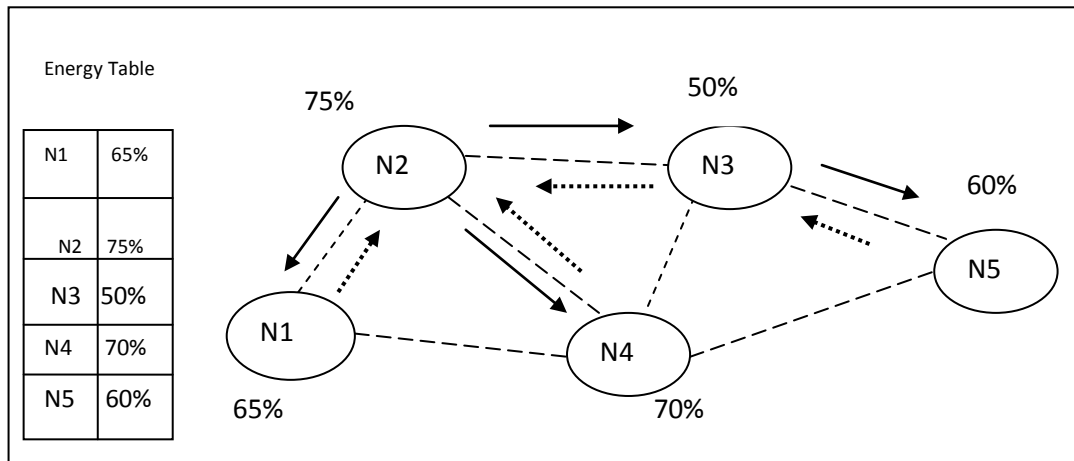 Energy Table
N1 65%
N2 75%
N3 50%
N4 70%
N5 60%
75%
50%
N2
N3
60%
N5
N1
N4
65%
70%